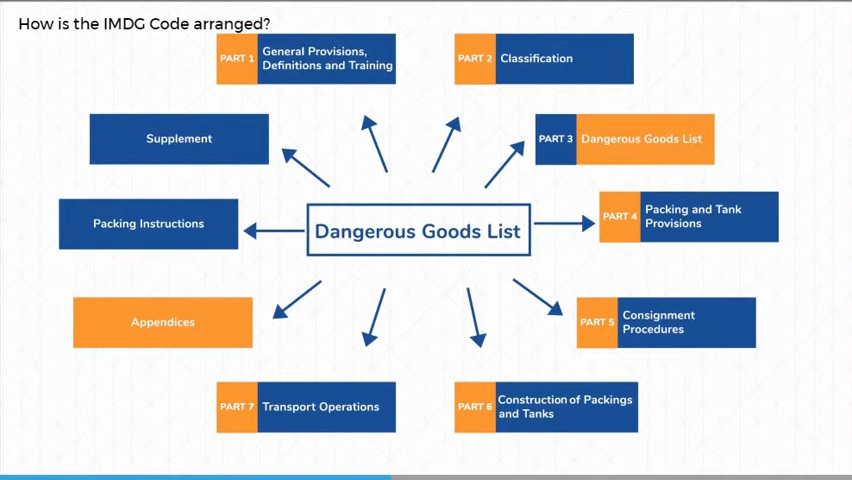 How is the IMDG Code arranged?
PART 1
General Provisions,
Definitions and Training
PART 2
Classification
Supplement
PART 3
Dangerous Goods List
Packing Instructions
Dangerous Goods List
PART 4
Packing and Tank
Provisions
Appendices
PART 5
Consignment
Procedures
PART 7
Transport Operations
PART 6
Construction of Packings
and Tanks